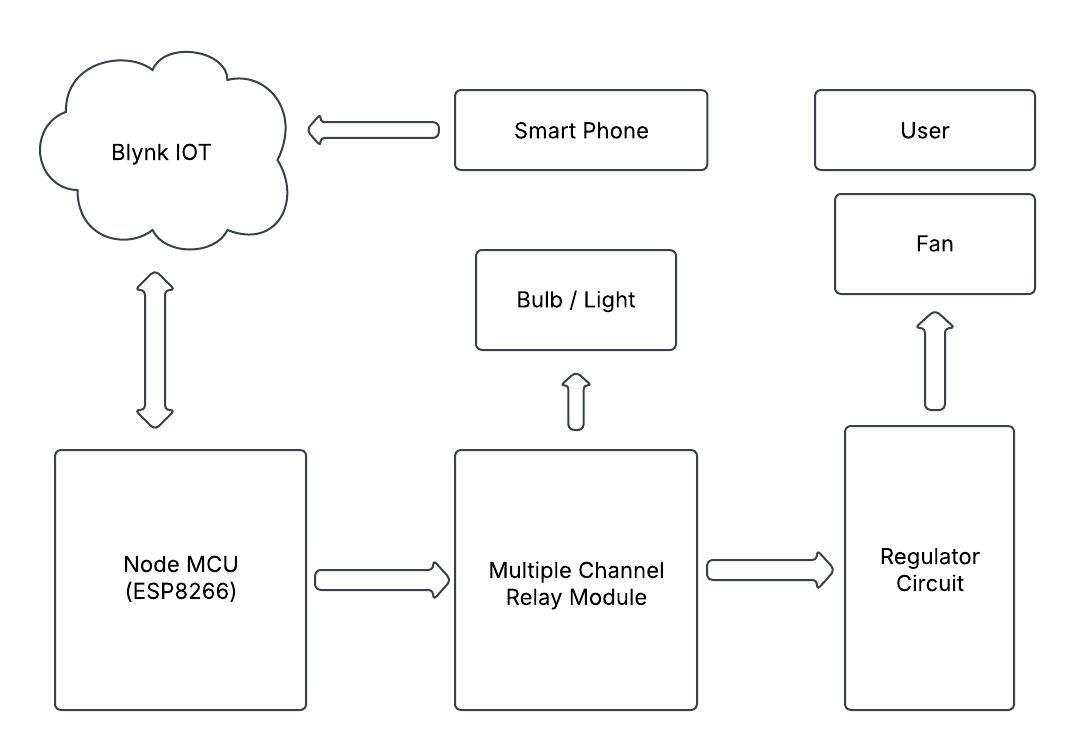 Blynk IOT
Smart Phone
User
Fan
Bulb / Light
Node MCU
(ESP8266)
Multiple Channel
Relay Module
Regulator
Circuit